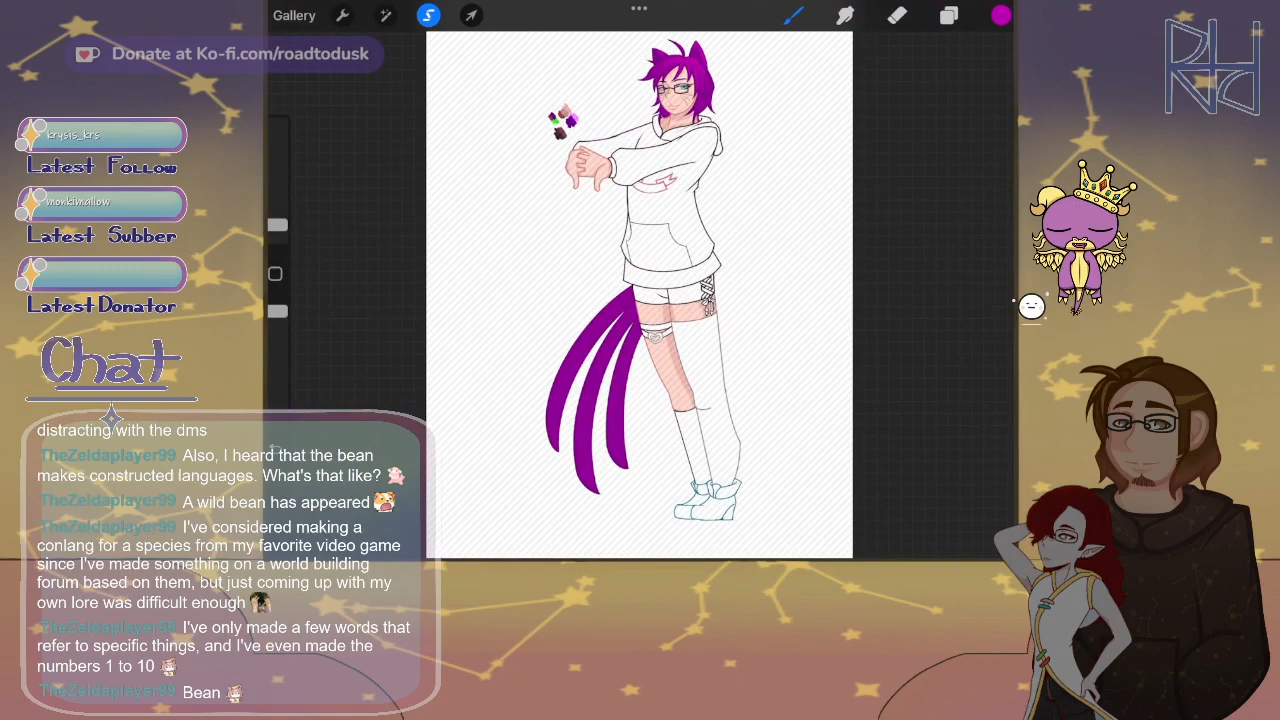 Gallery
Donate at Ko-fi.com/roadtodusk
krysis_krs
Latest Follow
monkimallow
Latest Subber
Latest Donator
Chat
distracting with the dms
TheZeldaplayer99 Also, I heard that the bean
makes constructed languages. What's that like?
TheZeldaplayer99 A wild bean has appeared
TheZeldaplayer99 I've considered making a
conlang for a species from my favorite video game
since I've made something on a world building
forum based on them, but just coming up with my
own lore was difficult enough
TheZeldaplayer99 I've only made a few words that
refer to specific things, and I've even made the
numbers 1 to 10
TheZeldaplayer99 Bean